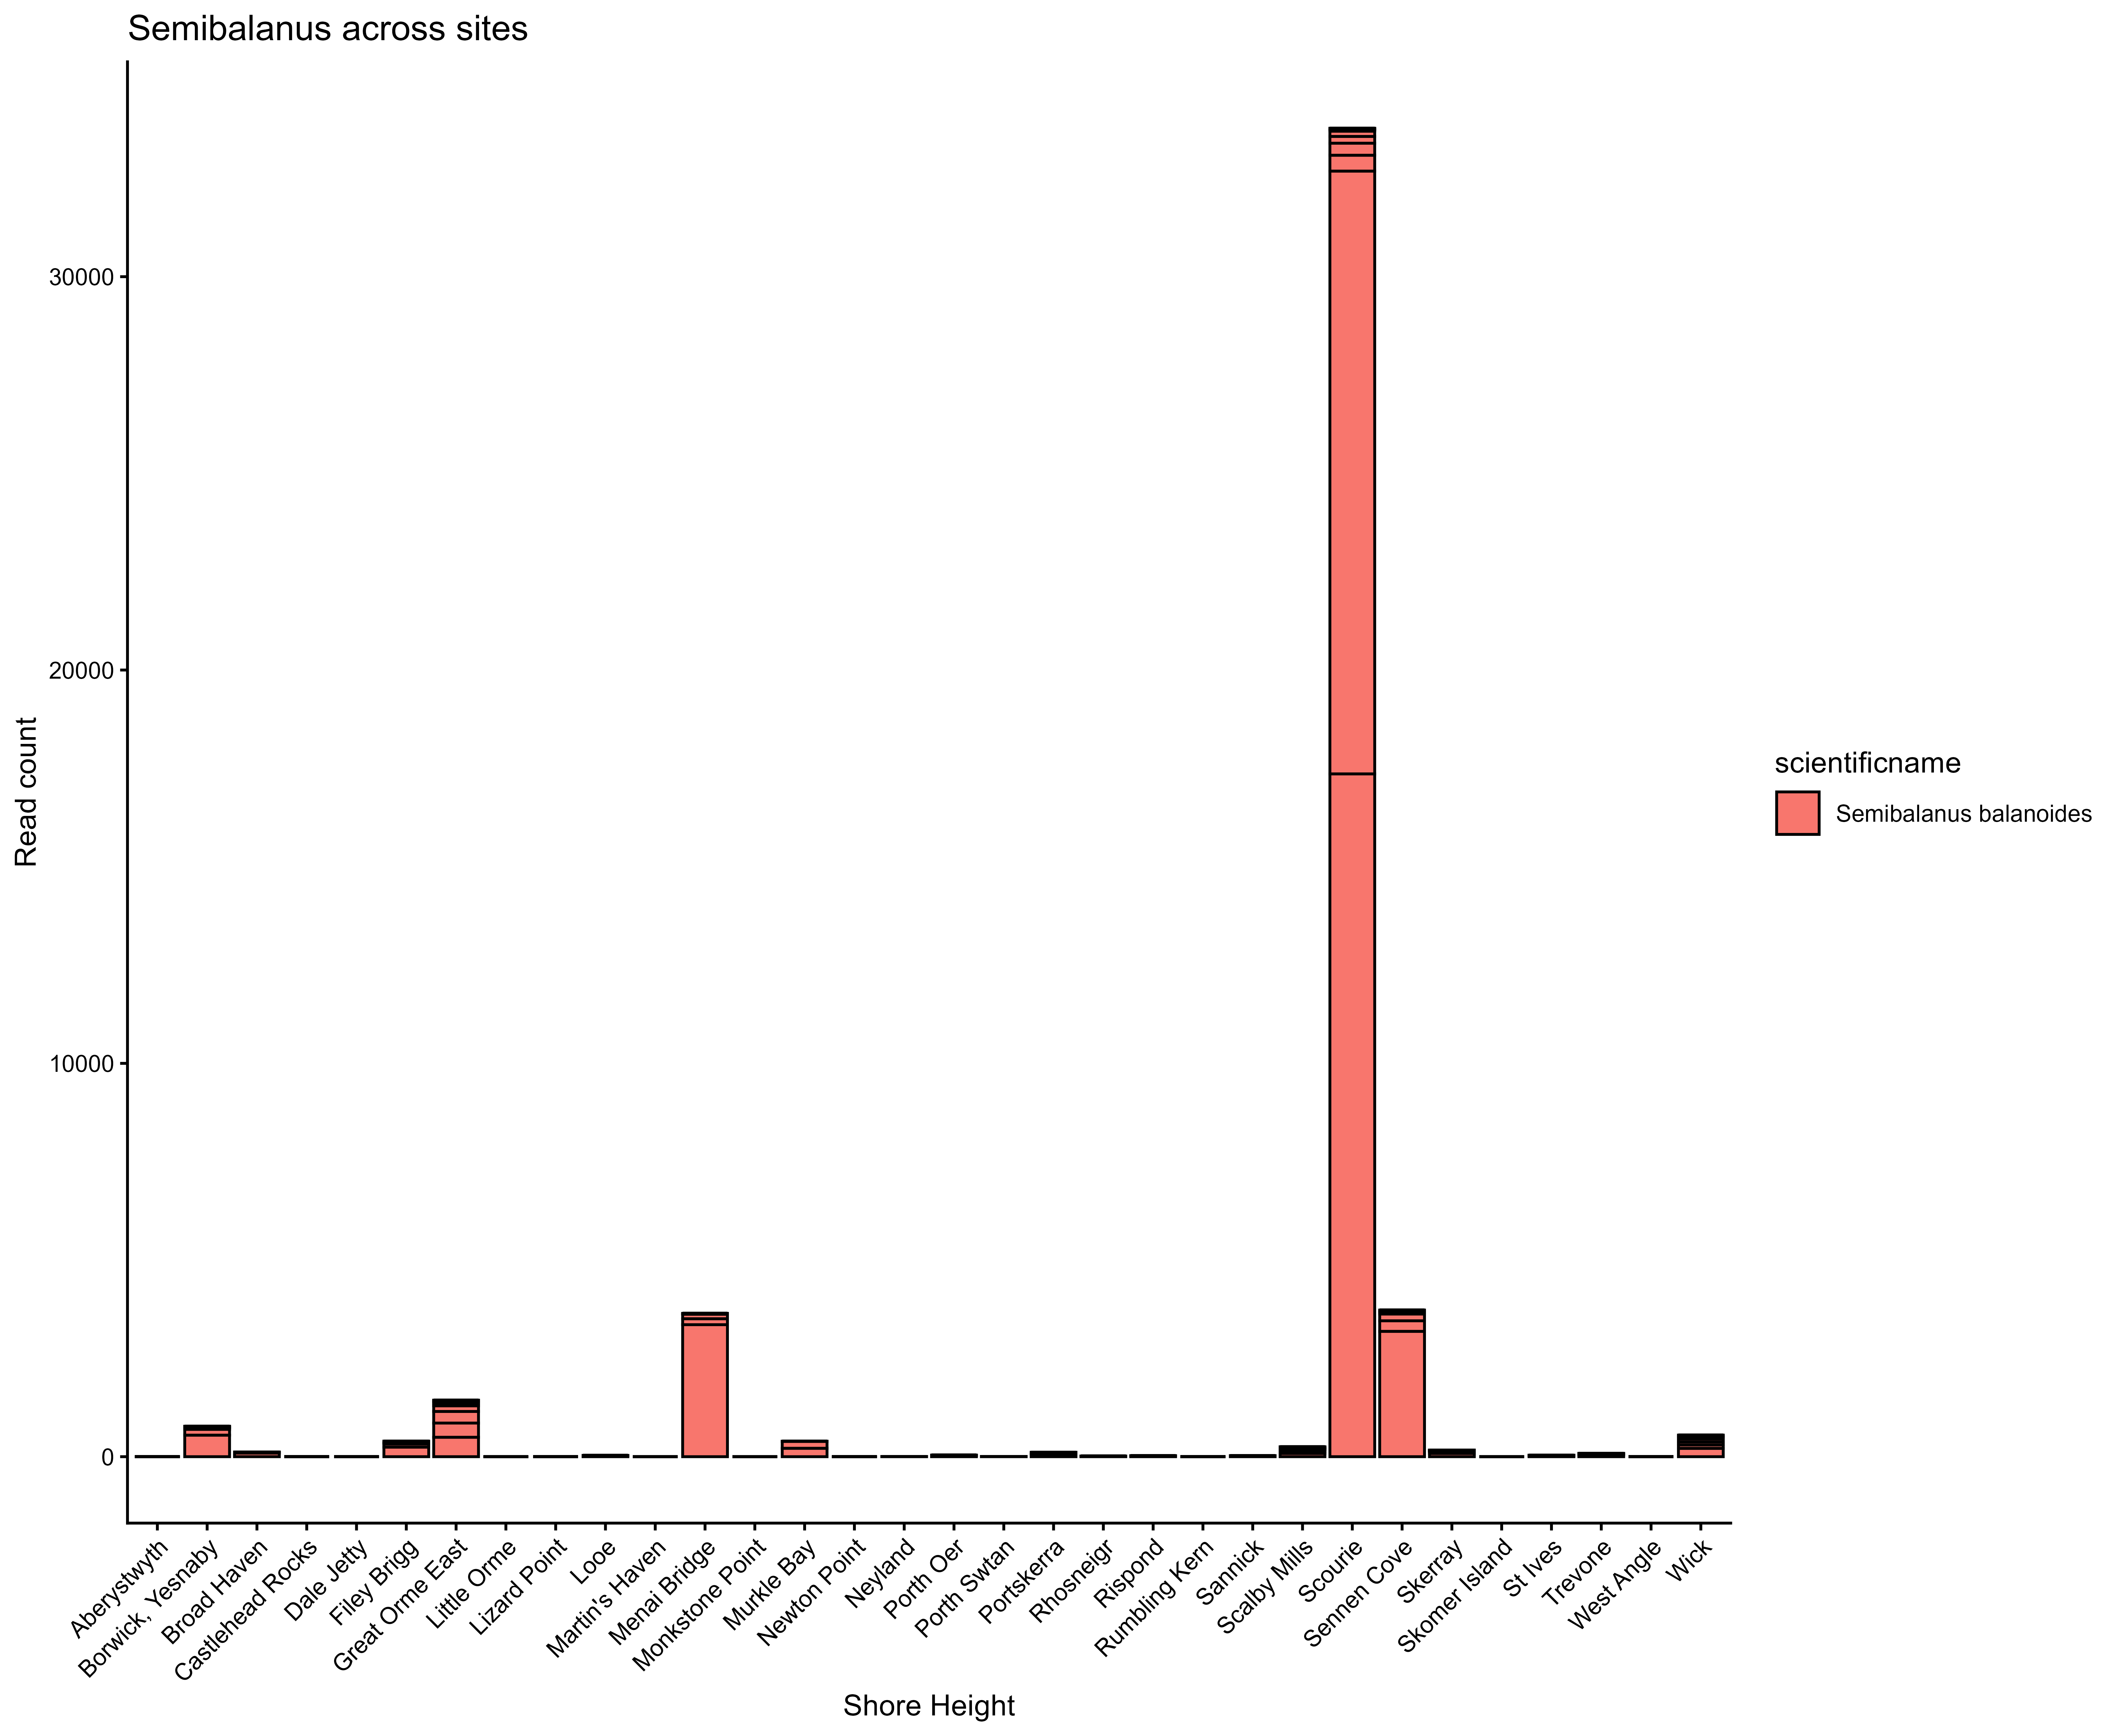 Semibalanus across sites
Read count
30000
20000
10000
0
Aberystwyth
Borwick, Yesnaby
Broad Haven
Castlehead Rocks
Dale Jetty
Filey Brigg
Great Orme East
Little Orme
Lizard Point
Looe
Martin's Haven
Menai Bridge
Monkstone Point
Murkle Bay
Newton Point
Neyland
Porth Oer
Porth Swtan
Portskerra
Rhosneigr
Rispond
Rumbling Kern
Sannick
Scalby Mills
Scourie
Sennen Cove
Skerray
Skomer Island
St Ives
Trevone
West Angle
Wick
Shore Height
scientificname
Semibalanus balanoides